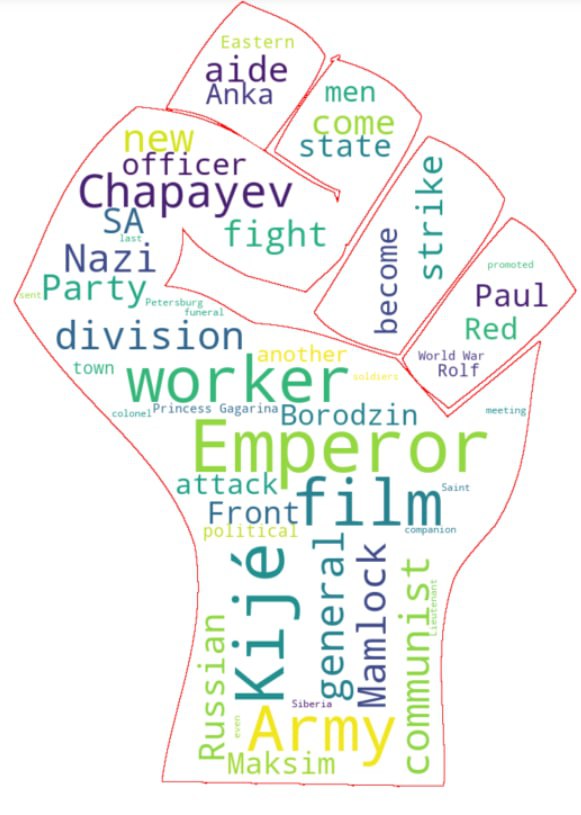 Eastern
aide
Anka
men
come
state
new
officer
Chapayev
SA
last
fight
strike
become
Nazi
sent
Party
Petersburg
funeral
promoted
Paul
Red
division
another
World War
Rolf
town
worker
soldiers
colonel
Princess Gagarina
Borodzin
meeting
Emperor
attack
film
Saint
Front
political
companion
Kijé
general
Mamlock
communist
Lieutenant
Russian
even
Siberia
Army
Maksim